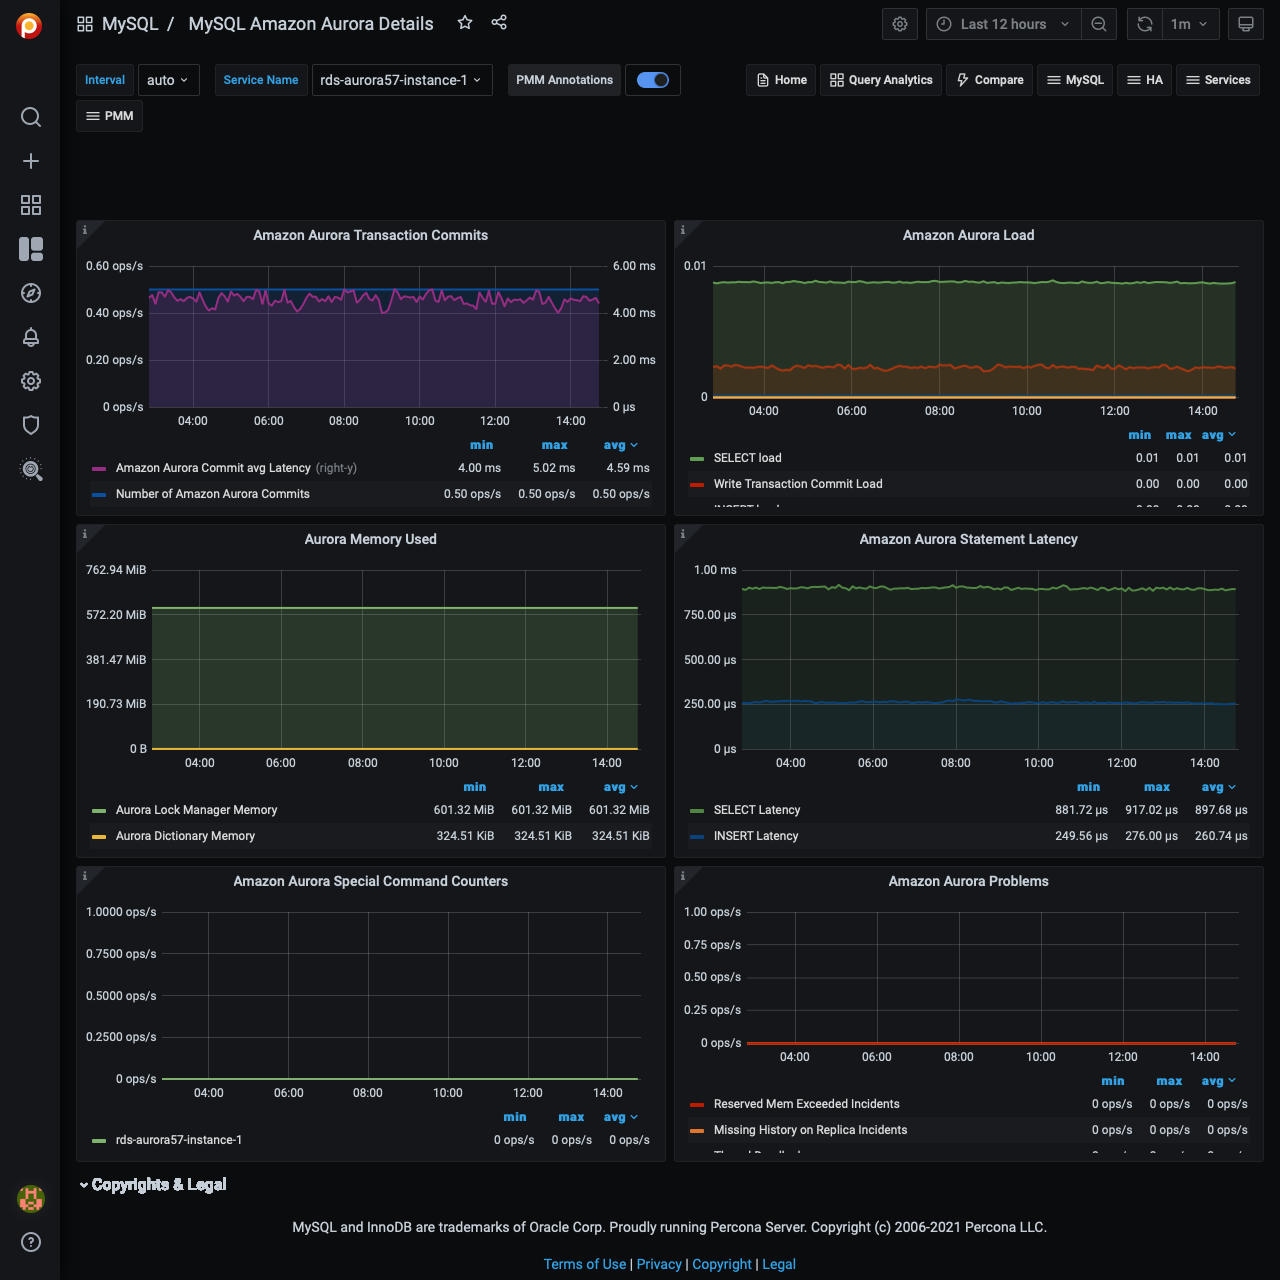 MySQL / MySQL Amazon Aurora Details
Last 12 hours
1m
Interval auto Service Name rds-aurora57-instance-1 PMM Annotations
Home Query Analytics Compare MySQL HA Services
PMM
Amazon Aurora Transaction Commits
0.60 ops/s 6.00 ms
0.40 ops/s 4.00 ms
0.20 ops/s 2.00 ms
0 ops/s 0 µs
04:00 06:00 08:00 10:00 12:00 14:00
min max avg
Amazon Aurora Commit avg Latency (right-y) 4.00 ms 5.02 ms 4.59 ms
Number of Amazon Aurora Commits 0.50 ops/s 0.50 ops/s 0.50 ops/s
Amazon Aurora Load
0.01
0
04:00 06:00 08:00 10:00 12:00 14:00
min max avg
SELECT load 0.01 0.01 0.01
Write Transaction Commit Load 0.00 0.00 0.00
Aurora Memory Used
762.94 MiB
572.20 MiB
381.47 MiB
190.73 MiB
0 B
04:00 06:00 08:00 10:00 12:00 14:00
min max avg
Aurora Lock Manager Memory 601.32 MiB 601.32 MiB 601.32 MiB
Aurora Dictionary Memory 324.51 KiB 324.51 KiB 324.51 KiB
Amazon Aurora Statement Latency
1.00 ms
750.00 µs
500.00 µs
250.00 µs
0 µs
04:00 06:00 08:00 10:00 12:00 14:00
min max avg
SELECT Latency 881.72 µs 917.02 µs 897.68 µs
INSERT Latency 249.56 µs 276.00 µs 260.74 µs
Amazon Aurora Special Command Counters
1.0000 ops/s
0.7500 ops/s
0.5000 ops/s
0.2500 ops/s
0 ops/s
04:00 06:00 08:00 10:00 12:00 14:00
min max avg
rds-aurora57-instance-1 0 ops/s 0 ops/s 0 ops/s
Amazon Aurora Problems
1.00 ops/s
0.75 ops/s
0.50 ops/s
0.25 ops/s
0 ops/s
04:00 06:00 08:00 10:00 12:00 14:00
min max avg
Reserved Mem Exceeded Incidents 0 ops/s 0 ops/s 0 ops/s
Missing History on Replica Incidents 0 ops/s 0 ops/s 0 ops/s
Copyrights & Legal
MySQL and InnoDB are trademarks of Oracle Corp. Proudly running Percona Server. Copyright (c) 2006-2021 Percona LLC.
Terms of Use | Privacy | Copyright | Legal